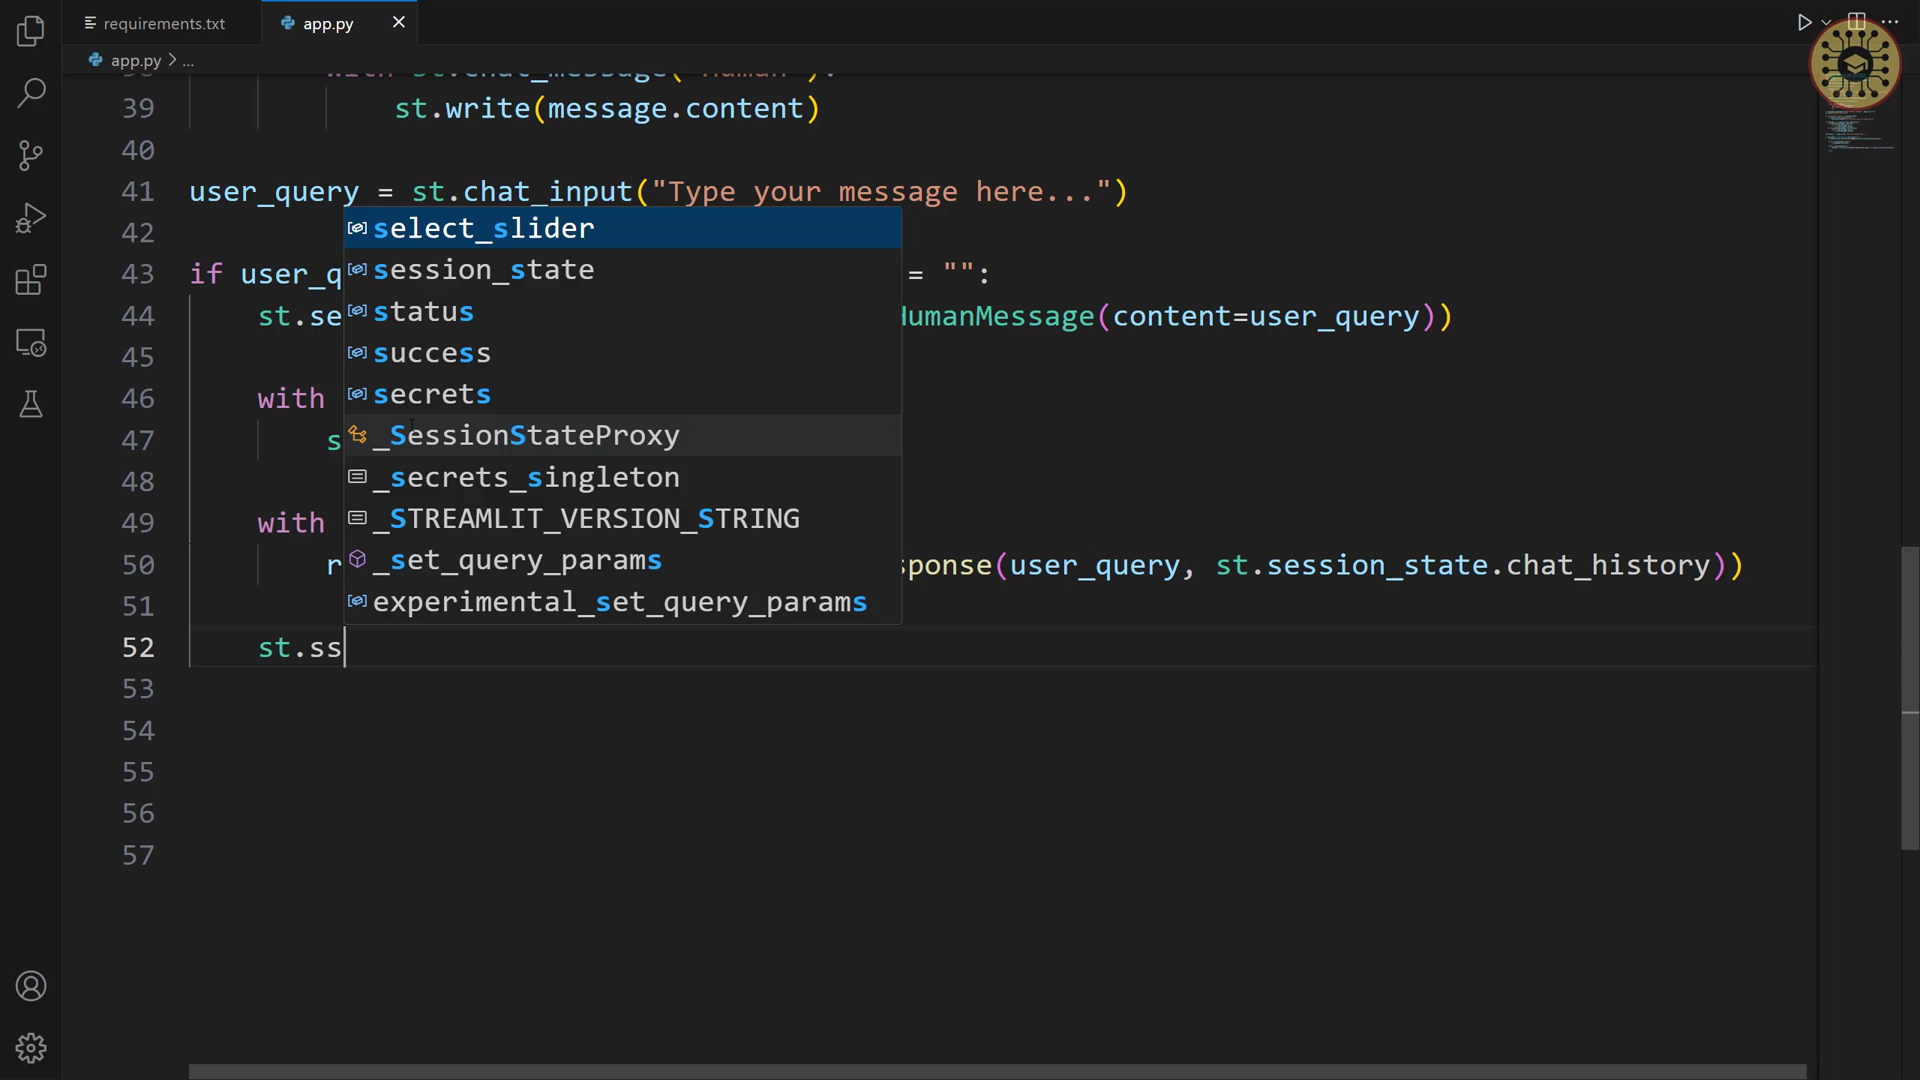 requirements.txt
app.py
app.py > ...
39 st.write(message.content)
40
41 user_query = st.chat_input("Type your message here...")
42
43 if user_q = "":
44 st.se HumanMessage(content=user_query))
45
46 with
47 s
48
49 with
50 r sponse(user_query, st.session_state.chat_history))
51
52 st.ss
53
54
55
56
57
select_slider
session_state
status
success
secrets
_SessionStateProxy
_secrets_singleton
_STREAMLIT_VERSION_STRING
_set_query_params
experimental_set_query_params